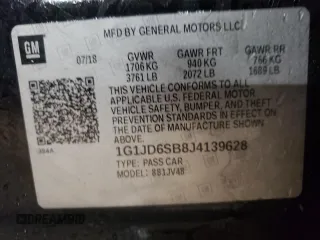 GM
MFD BY GENERAL MOTORS LLC
07/18 GVWR GAWR FRT GAWR RR
1706 KG 940 KG 766 KG
3761 LB 2072 LB 1689 LB
THIS VEHICLE CONFORMS TO ALL APPLICABLE
U.S. FEDERAL MOTOR VEHICLE
SAFETY, BUMPER, AND THEFT
PREVENTION STANDARDS IN EFFECT
ON THE DATE OF MANUFACTURE
SHOWN ABOVE.
1G1JD6SB8J4139628
TYPE: PASS CAR
MODEL: